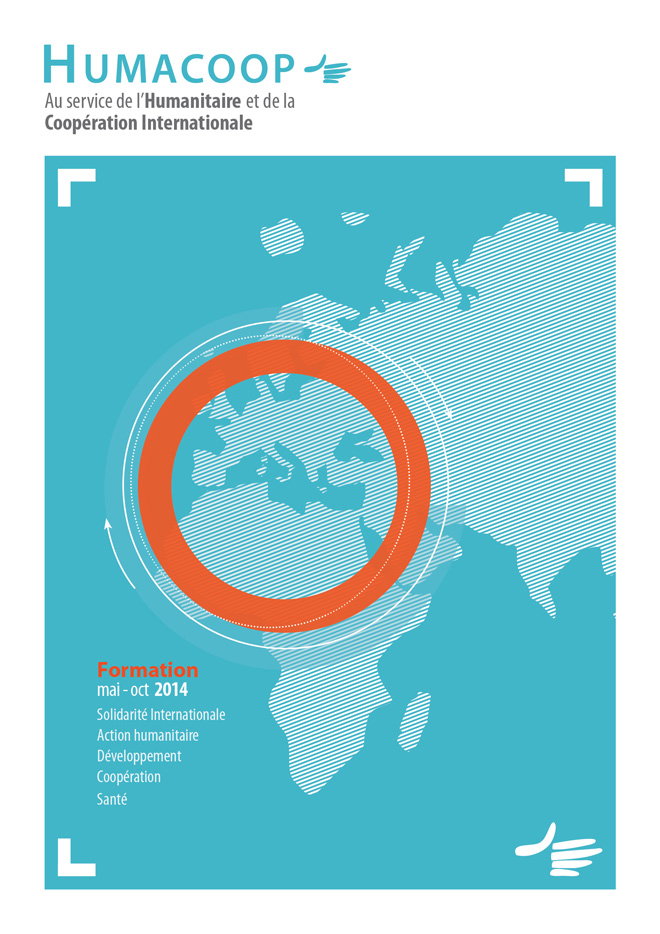 HUMACOOP
Au service de l'Humanitaire et de la
Coopération Internationale
Formation
mai - oct 2014
Solidarité Internationale
Action humanitaire
Développement
Coopération
Santé